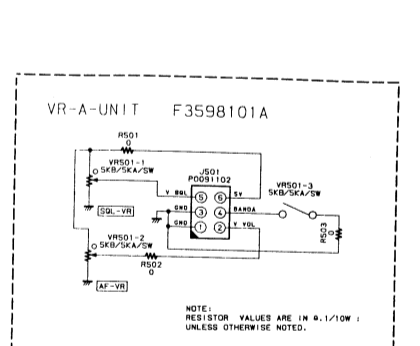 VR-A-UNIT F3598101A
R501
0
VR501-1
5KB/5KA/SW
J501
P0091102
VR501-3
5KB/5KA/SW
V SQL 5 6 5V
GND 3 4 BANDA
GND 1 2 V VOL
SQL-VR
VR501-2
5KB/5KA/SW
R503
0
R502
0
AF-VR
NOTE:
RESISTOR VALUES ARE IN Ω.1/10W ;
UNLESS OTHERWISE NOTED.